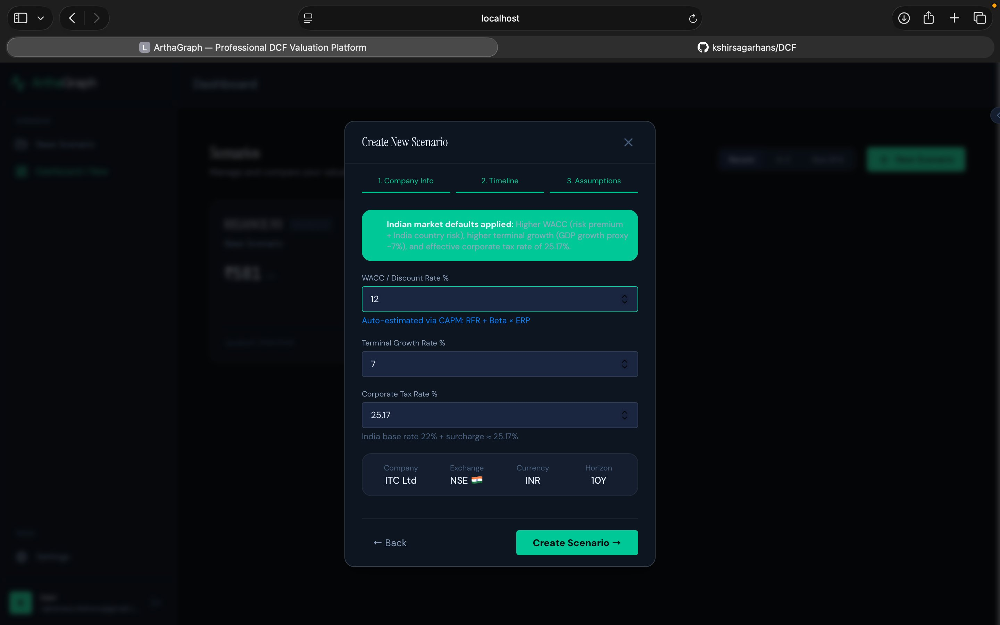 localhost
L ArthaGraph — Professional DCF Valuation Platform
kshirsagarhans/DCF
ArthaGraph
Dashboard
Create New Scenario
1. Company Info
2. Timeline
3. Assumptions
Indian market defaults applied: Higher WACC (risk premium
+ India country risk), higher terminal growth (GDP growth proxy
~7%), and effective corporate tax rate of 25.17%.
WACC / Discount Rate %
12
Auto-estimated via CAPM: RFR + Beta × ERP
Terminal Growth Rate %
7
Corporate Tax Rate %
25.17
India base rate 22% + surcharge ≈ 25.17%
Company
Exchange
Currency
Horizon
ITC Ltd
NSE 🇮🇳
INR
10Y
← Back
Create Scenario →